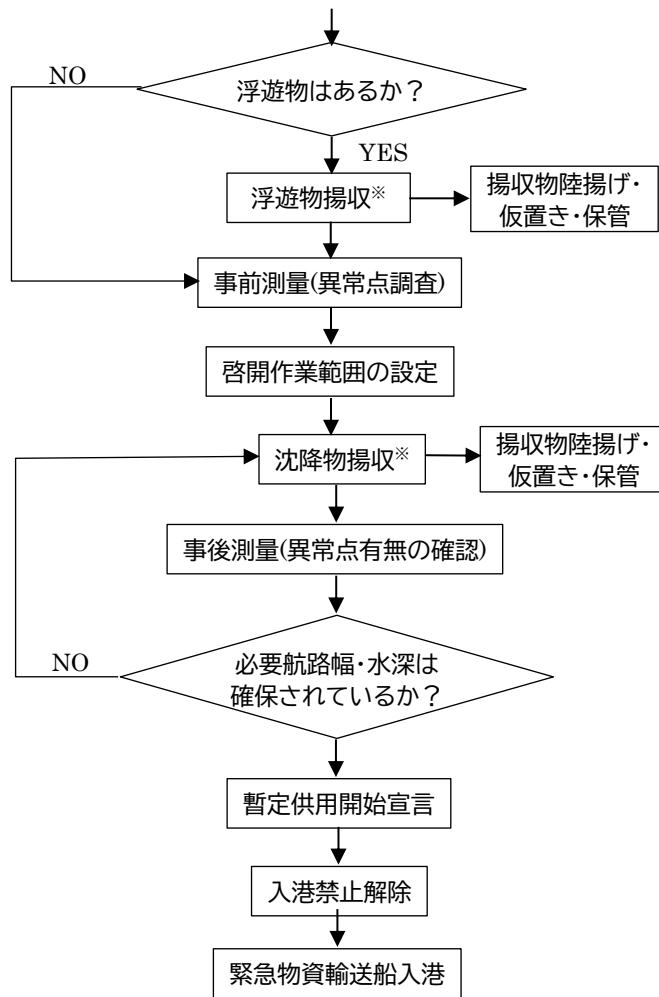 浮遊物はあるか？
NO
YES
浮遊物揚収※
揚収物陸揚げ・
仮置き・保管
事前測量(異常点調査)
啓開作業範囲の設定
沈降物揚収※
揚収物陸揚げ・
仮置き・保管
事後測量(異常点有無の確認)
必要航路幅・水深は
確保されているか？
NO
暫定供用開始宣言
入港禁止解除
緊急物資輸送船入港